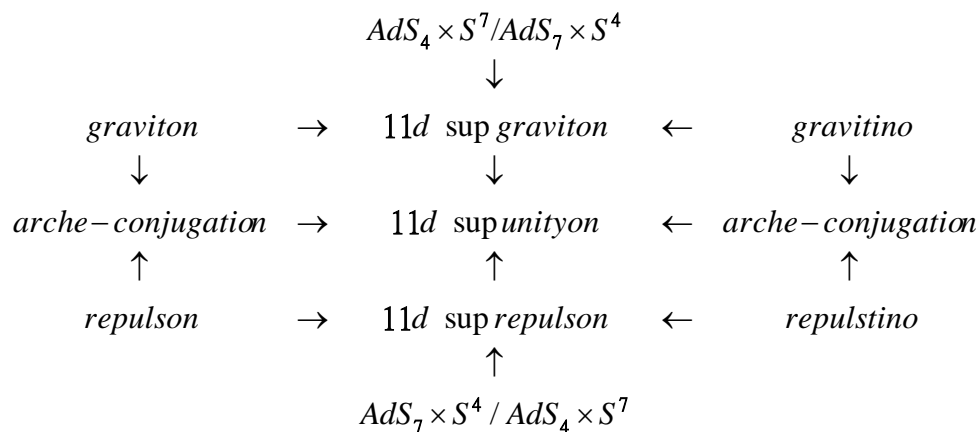 AdS₄ × S⁷/AdS₇ × S⁴
↓
graviton → 11d sup graviton ← gravitino
↓ ↓ ↓
arche−conjugation → 11d sup unityon ← arche−conjugation
↑ ↑ ↑
repulson → 11d sup repulson ← repulstino
↑
AdS₇ × S⁴ / AdS₄ × S⁷